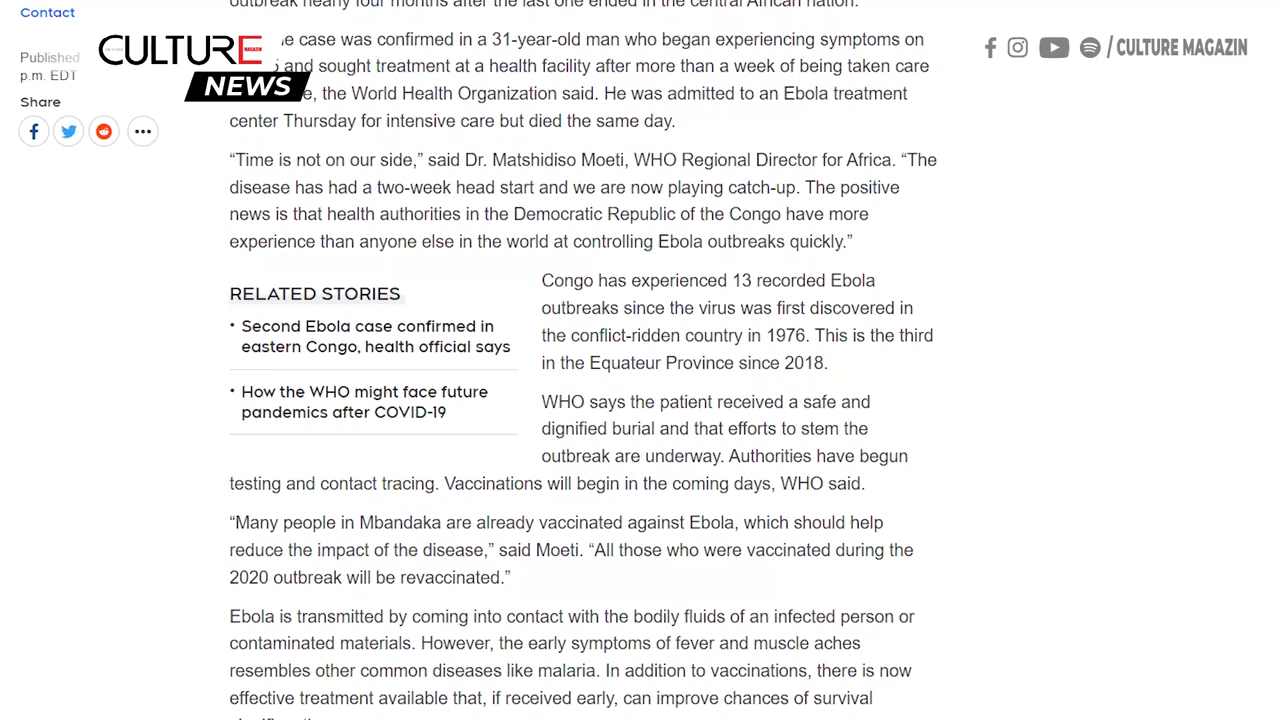 outbreak nearly four months after the last one ended in the central African nation.
Contact
Published
p.m. EDT
Share
CULTURE
MAGAZIN
NEWS
/ CULTURE MAGAZIN
case was confirmed in a 31-year-old man who began experiencing symptoms on
and sought treatment at a health facility after more than a week of being taken care
the World Health Organization said. He was admitted to an Ebola treatment
center Thursday for intensive care but died the same day.
“Time is not on our side,” said Dr. Matshidiso Moeti, WHO Regional Director for Africa. “The
disease has had a two-week head start and we are now playing catch-up. The positive
news is that health authorities in the Democratic Republic of the Congo have more
experience than anyone else in the world at controlling Ebola outbreaks quickly.”
RELATED STORIES
• Second Ebola case confirmed in
eastern Congo, health official says
• How the WHO might face future
pandemics after COVID-19
Congo has experienced 13 recorded Ebola
outbreaks since the virus was first discovered in
the conflict-ridden country in 1976. This is the third
in the Equateur Province since 2018.
WHO says the patient received a safe and
dignified burial and that efforts to stem the
outbreak are underway. Authorities have begun
testing and contact tracing. Vaccinations will begin in the coming days, WHO said.
“Many people in Mbandaka are already vaccinated against Ebola, which should help
reduce the impact of the disease,” said Moeti. “All those who were vaccinated during the
2020 outbreak will be revaccinated.”
Ebola is transmitted by coming into contact with the bodily fluids of an infected person or
contaminated materials. However, the early symptoms of fever and muscle aches
resembles other common diseases like malaria. In addition to vaccinations, there is now
effective treatment available that, if received early, can improve chances of survival